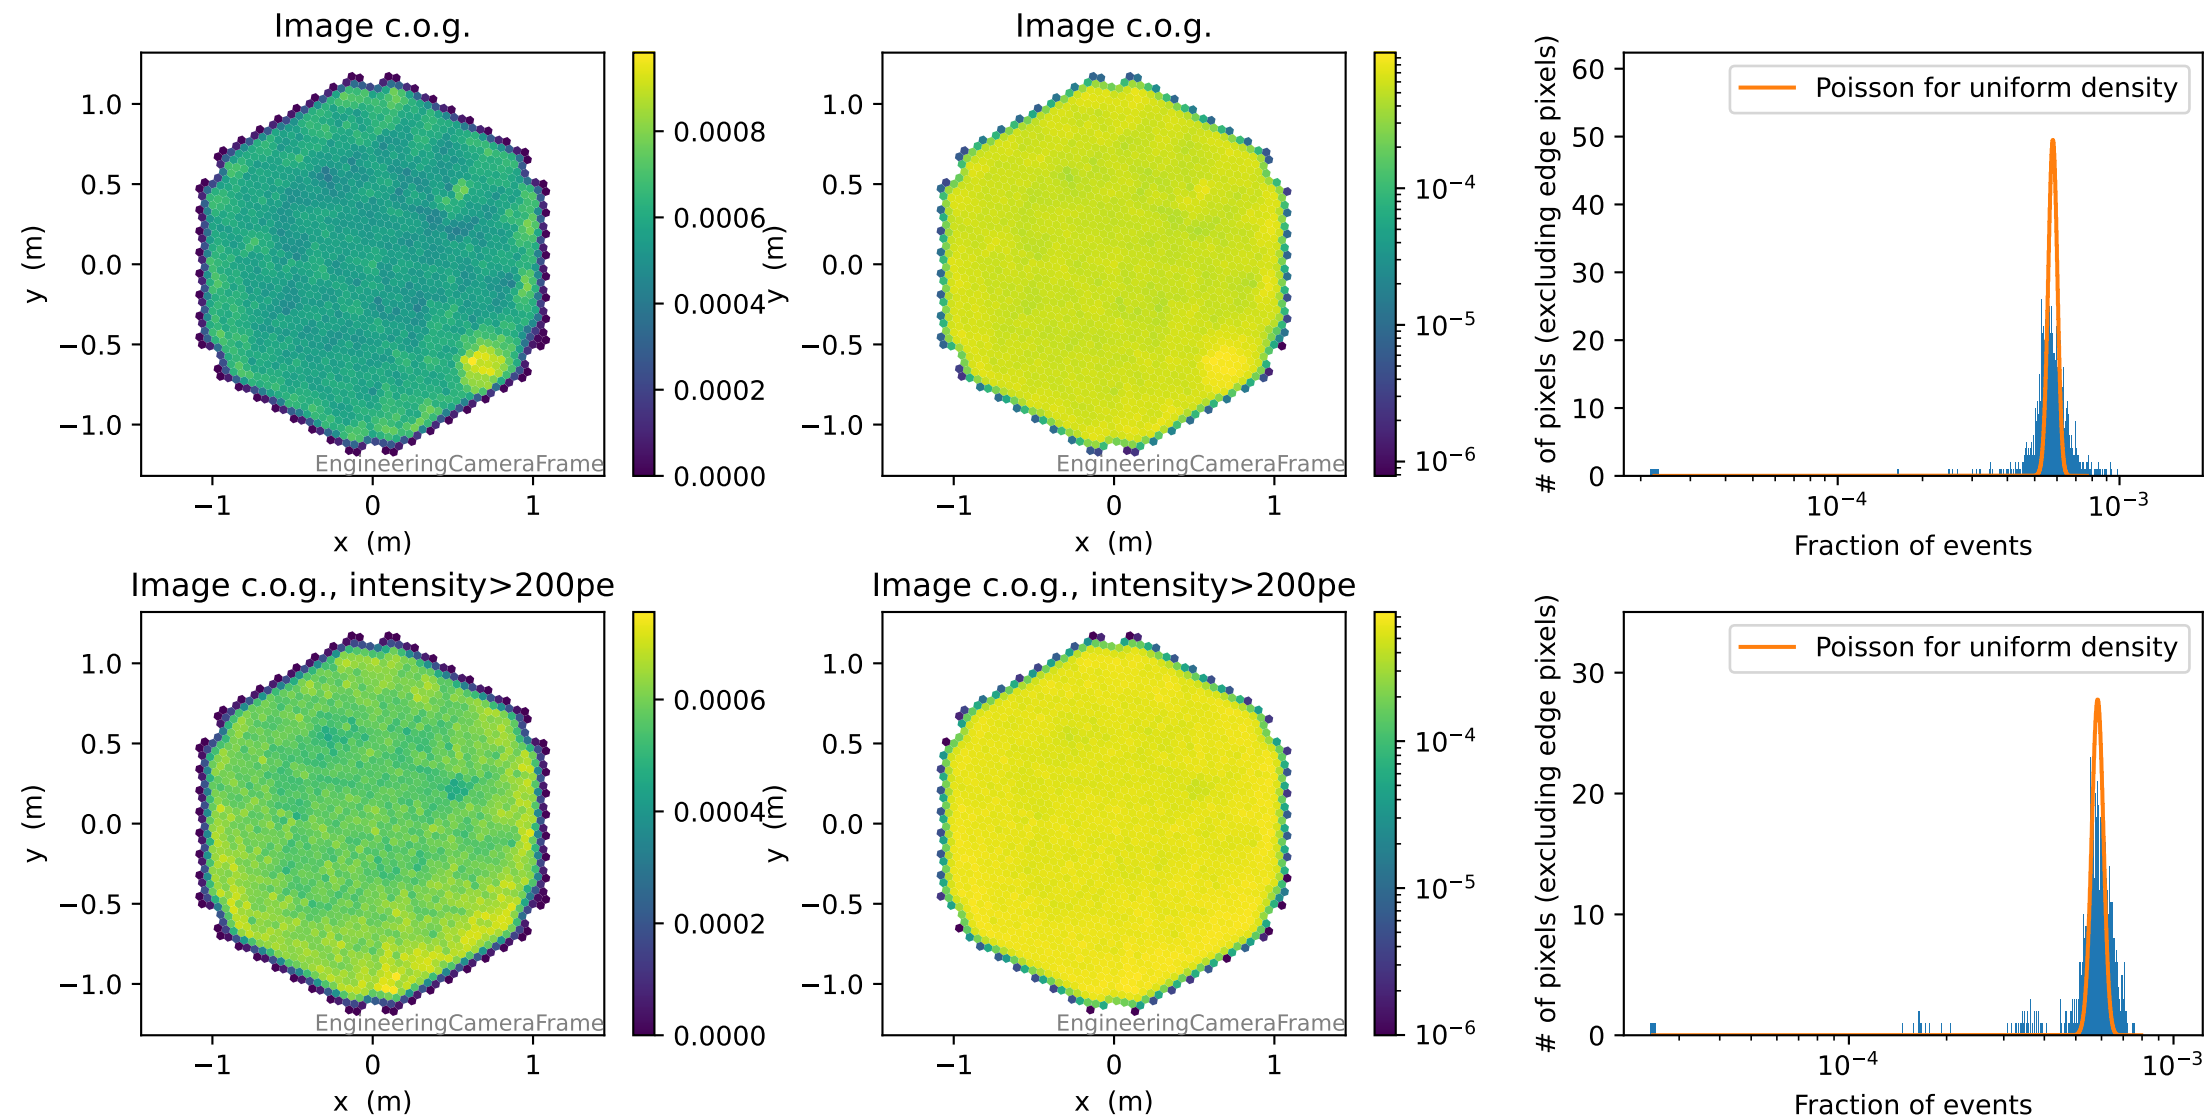 Image c.o.g.
1.0
0.5
0.0
−0.5
−1.0
y (m)
−1
0
1
x (m)
EngineeringCameraFrame
0.0008
0.0006
0.0004
0.0002
0.0000
Image c.o.g.
1.0
0.5
0.0
−0.5
−1.0
y (m)
−1
0
1
x (m)
EngineeringCameraFrame
10⁻⁴
10⁻⁵
10⁻⁶
Poisson for uniform density
60
50
40
30
20
10
0
# of pixels (excluding edge pixels)
10⁻⁴
10⁻³
Fraction of events
Image c.o.g., intensity>200pe
1.0
0.5
0.0
−0.5
−1.0
y (m)
−1
0
1
x (m)
EngineeringCameraFrame
0.0006
0.0004
0.0002
0.0000
Image c.o.g., intensity>200pe
1.0
0.5
0.0
−0.5
−1.0
y (m)
−1
0
1
x (m)
EngineeringCameraFrame
10⁻⁴
10⁻⁵
10⁻⁶
Poisson for uniform density
30
20
10
0
# of pixels (excluding edge pixels)
10⁻⁴
10⁻³
Fraction of events